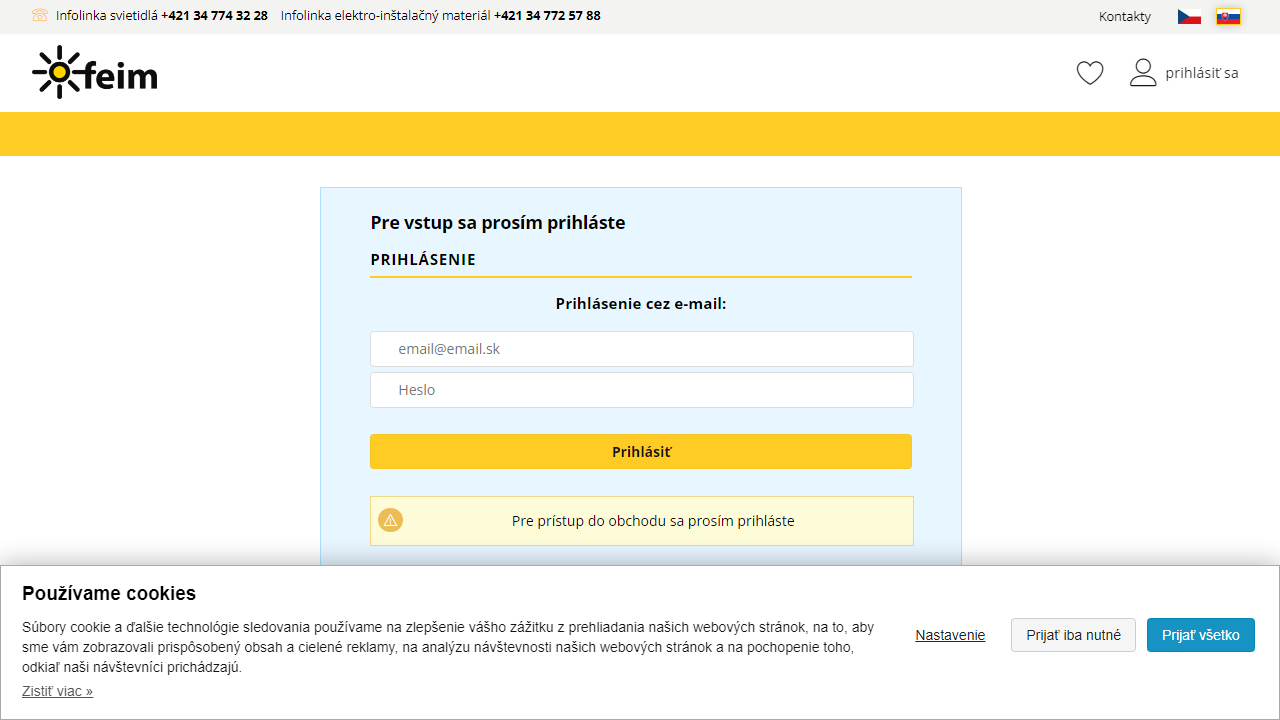 ☏ Infolinka svietidlá +421 34 774 32 28 Infolinka elektro-inštalačný materiál +421 34 772 57 88 Kontakty
feim
prihlásiť sa
Pre vstup sa prosím prihláste
PRIHLÁSENIE
Prihlásenie cez e-mail:
email@email.sk
Heslo
Prihlásiť
Pre prístup do obchodu sa prosím prihláste
Používame cookies
Súbory cookie a ďalšie technológie sledovania používame na zlepšenie vášho zážitku z prehliadania našich webových stránok, na to, aby
sme vám zobrazovali prispôsobený obsah a cielené reklamy, na analýzu návštevnosti našich webových stránok a na pochopenie toho,
odkiaľ naši návštevníci prichádzajú.
Zistiť viac »
Nastavenie
Prijať iba nutné
Prijať všetko